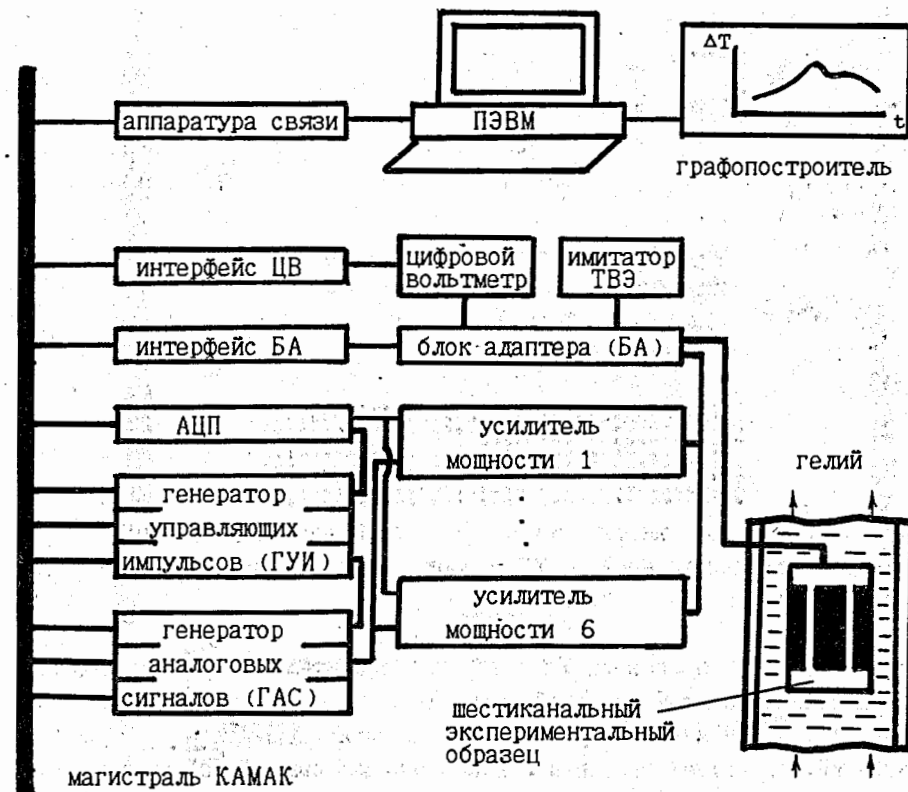 ΔT
t
аппаратура связи
ПЭВМ
графопостроитель
интерфейс ЦВ
цифровой
вольтметр
имитатор
ТВЭ
интерфейс БА
блок адаптера (БА)
АЦП
усилитель
мощности 1
генератор
управляющих
импульсов (ГУИ)
гелий
усилитель
мощности 6
генератор
аналоговых
сигналов (ГАС)
шестиканальный
экспериментальный
образец
магистраль КАМАК